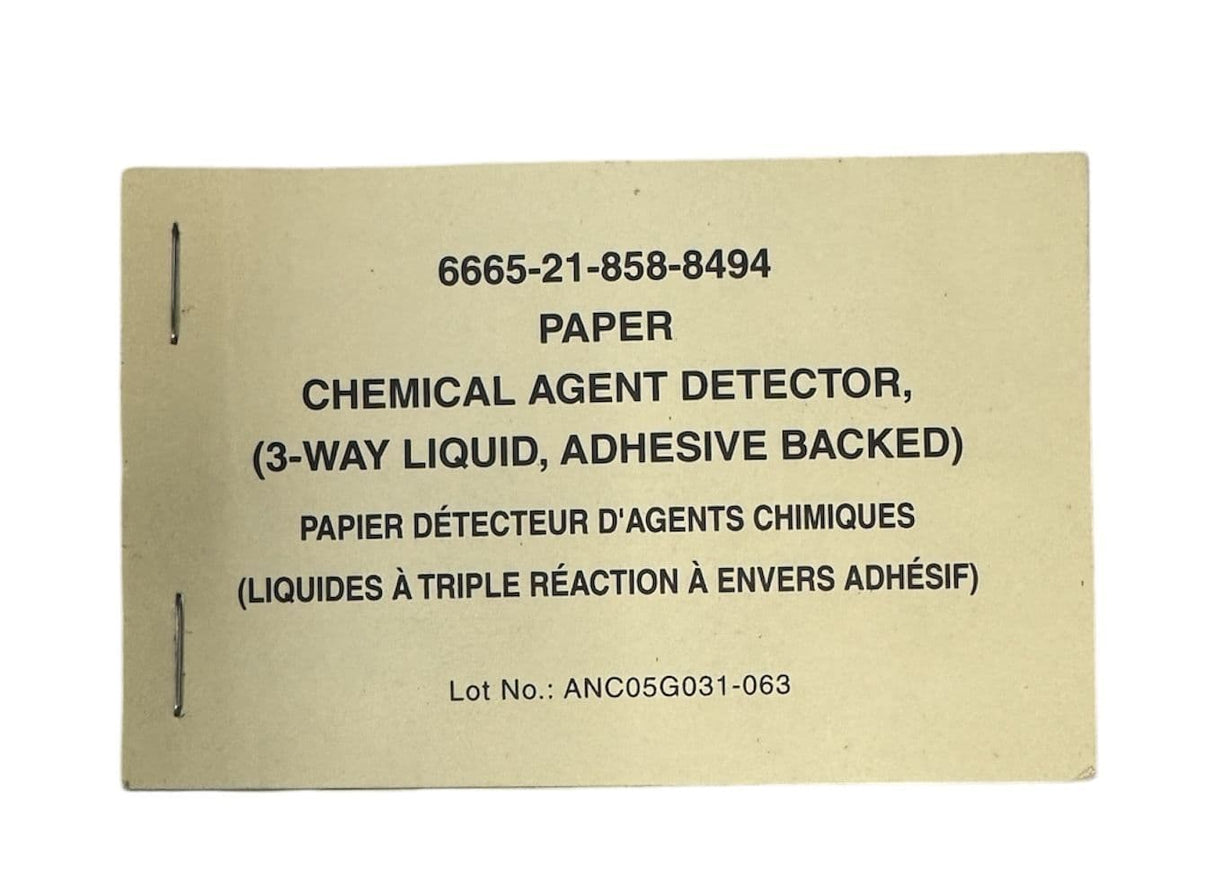 6665-21-858-8494
PAPER
CHEMICAL AGENT DETECTOR,
(3-WAY LIQUID, ADHESIVE BACKED)
PAPIER DÉTECTEUR D'AGENTS CHIMIQUES
(LIQUIDES À TRIPLE RÉACTION À ENVERS ADHÉSIF)
Lot No.: ANC05G031-063